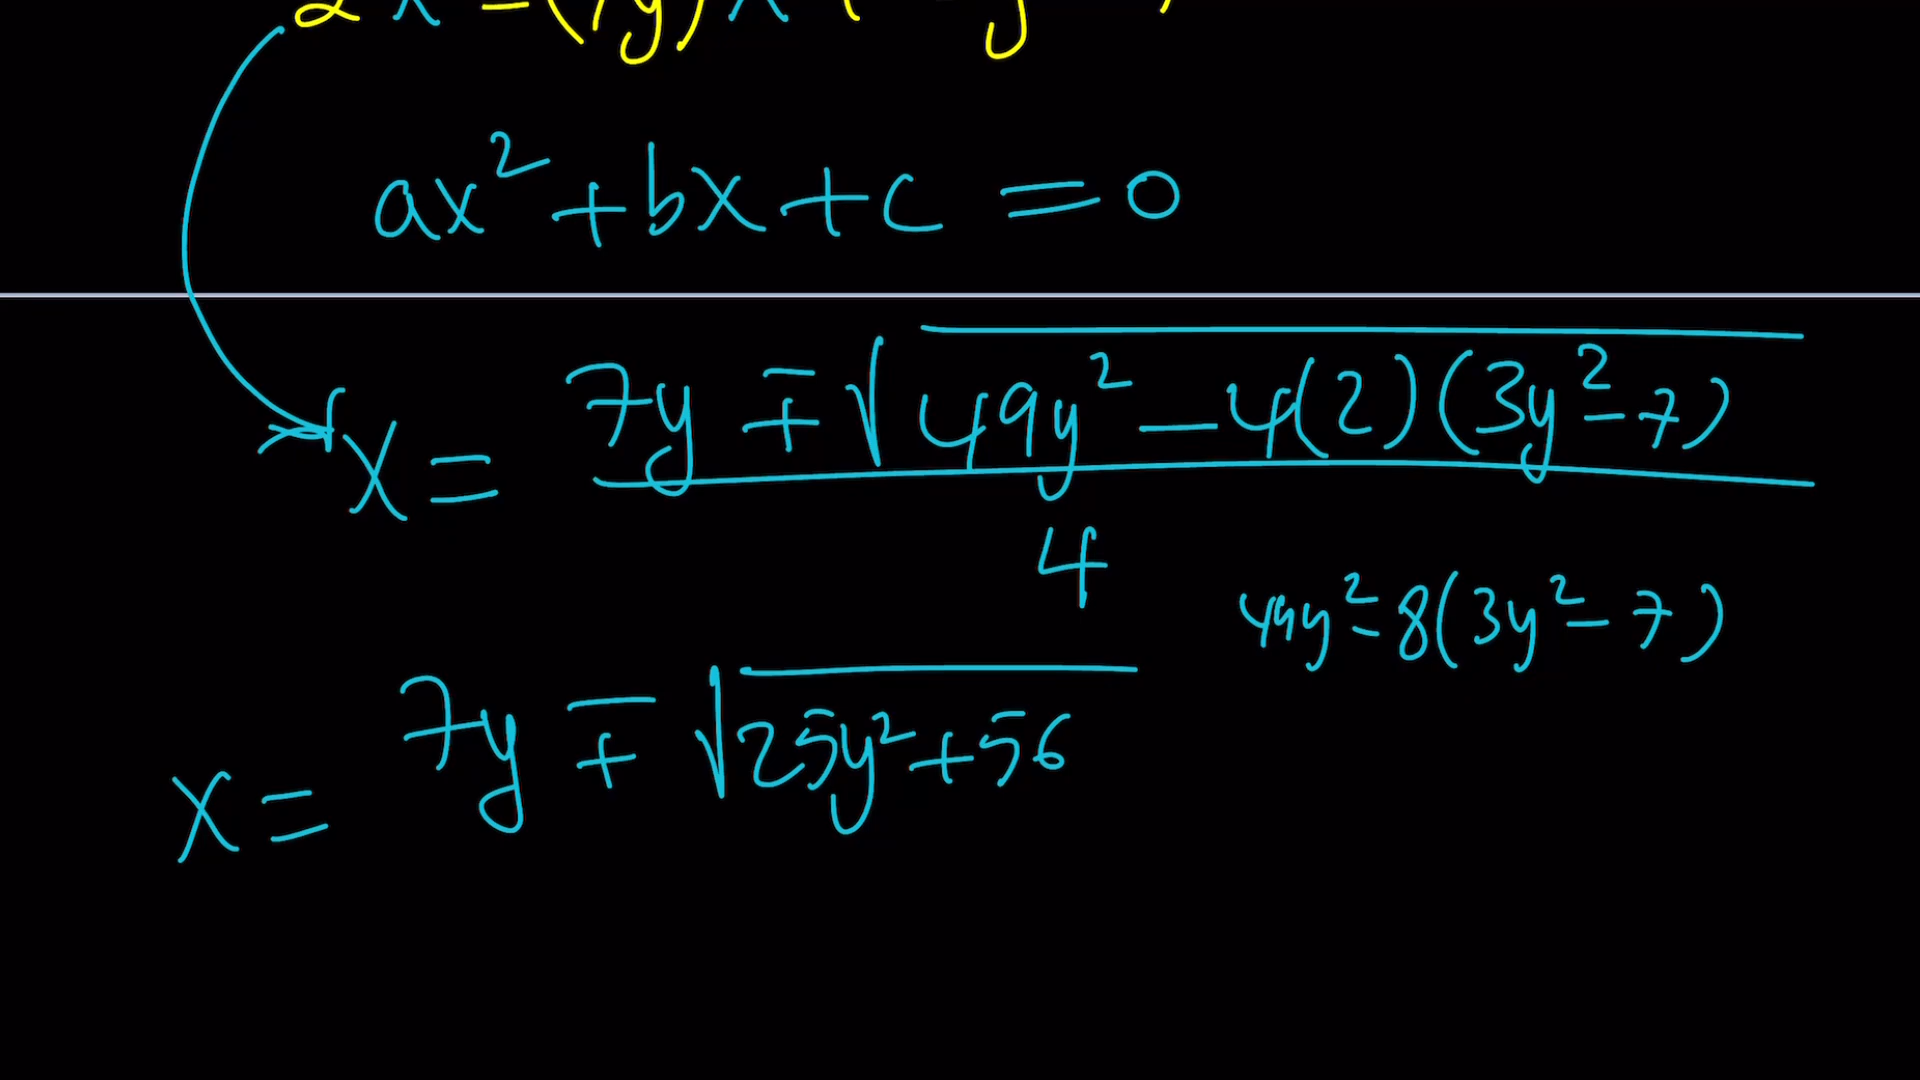 ax² + bx + c = 0
x = 7y ∓ √(49y² − 4(2)(3y² − 7)) / 4
49y² − 8(3y² − 7)
x = 7y ∓ √(25y² + 56)